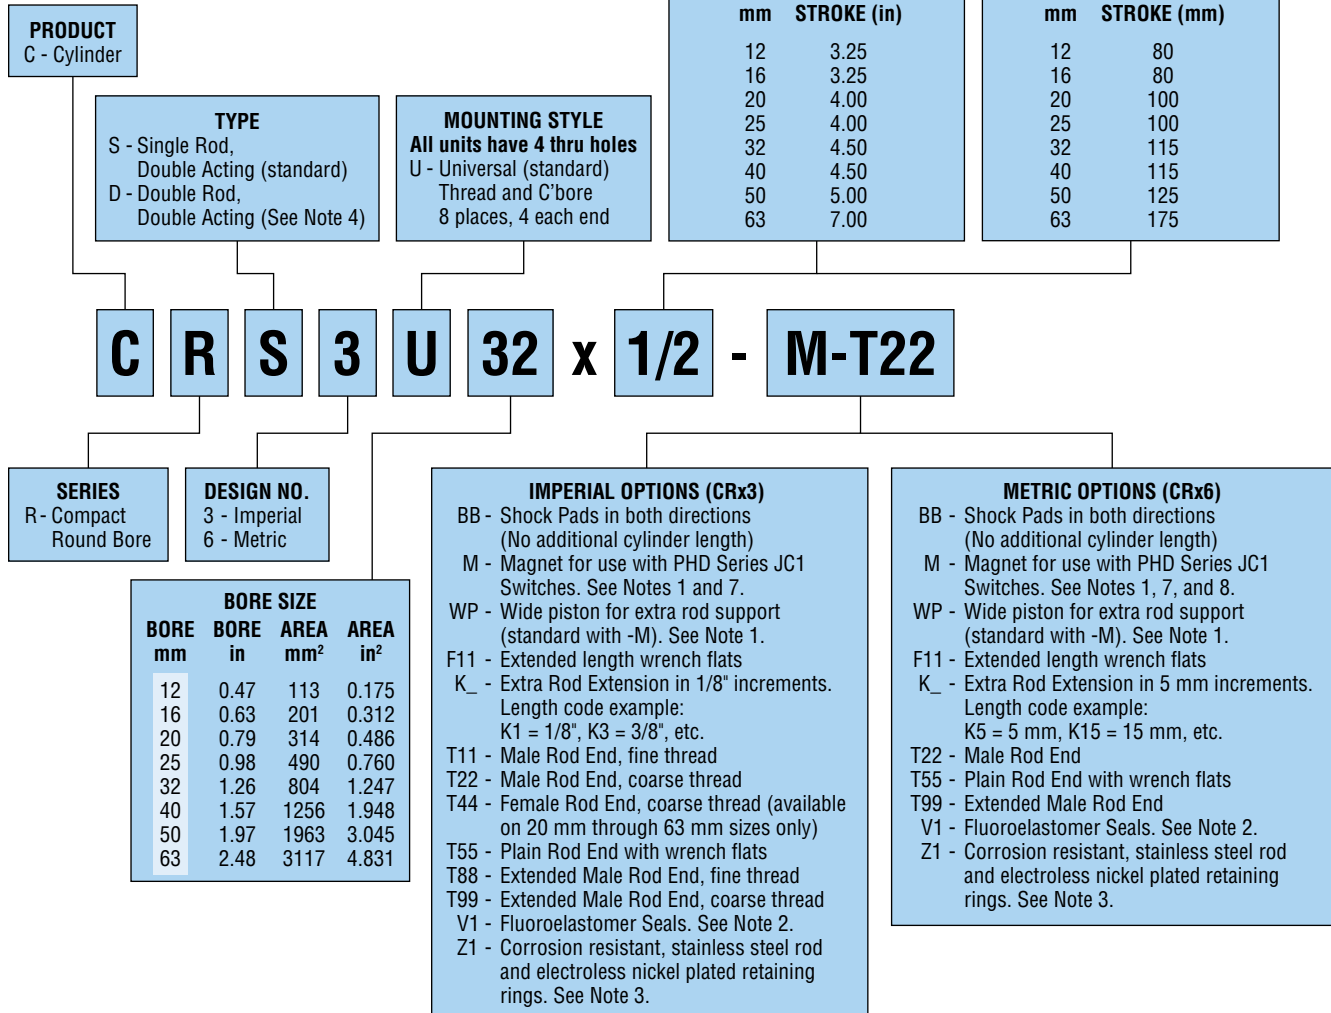 PRODUCT
C - Cylinder
TYPE
S - Single Rod,
Double Acting (standard)
D - Double Rod,
Double Acting (See Note 4)
MOUNTING STYLE
All units have 4 thru holes
U - Universal (standard)
Thread and C'bore
8 places, 4 each end
mm STROKE (in)
12 3.25
16 3.25
20 4.00
25 4.00
32 4.50
40 4.50
50 5.00
63 7.00
mm STROKE (mm)
12 80
16 80
20 100
25 100
32 115
40 115
50 125
63 175
C R S 3 U 32 x 1/2 - M-T22
SERIES
R - Compact
Round Bore
DESIGN NO.
3 - Imperial
6 - Metric
BORE SIZE
BORE BORE AREA AREA
mm in mm² in²
12 0.47 113 0.175
16 0.63 201 0.312
20 0.79 314 0.486
25 0.98 490 0.760
32 1.26 804 1.247
40 1.57 1256 1.948
50 1.97 1963 3.045
63 2.48 3117 4.831
IMPERIAL OPTIONS (CRx3)
BB - Shock Pads in both directions
(No additional cylinder length)
M - Magnet for use with PHD Series JC1
Switches. See Notes 1 and 7.
WP - Wide piston for extra rod support
(standard with -M). See Note 1.
F11 - Extended length wrench flats
K_ - Extra Rod Extension in 1/8" increments.
Length code example:
K1 = 1/8", K3 = 3/8", etc.
T11 - Male Rod End, fine thread
T22 - Male Rod End, coarse thread
T44 - Female Rod End, coarse thread (available
on 20 mm through 63 mm sizes only)
T55 - Plain Rod End with wrench flats
T88 - Extended Male Rod End, fine thread
T99 - Extended Male Rod End, coarse thread
V1 - Fluoroelastomer Seals. See Note 2.
Z1 - Corrosion resistant, stainless steel rod
and electroless nickel plated retaining
rings. See Note 3.
METRIC OPTIONS (CRx6)
BB - Shock Pads in both directions
(No additional cylinder length)
M - Magnet for use with PHD Series JC1
Switches. See Notes 1, 7, and 8.
WP - Wide piston for extra rod support
(standard with -M). See Note 1.
F11 - Extended length wrench flats
K_ - Extra Rod Extension in 5 mm increments.
Length code example:
K5 = 5 mm, K15 = 15 mm, etc.
T22 - Male Rod End
T55 - Plain Rod End with wrench flats
T99 - Extended Male Rod End
V1 - Fluoroelastomer Seals. See Note 2.
Z1 - Corrosion resistant, stainless steel rod
and electroless nickel plated retaining
rings. See Note 3.